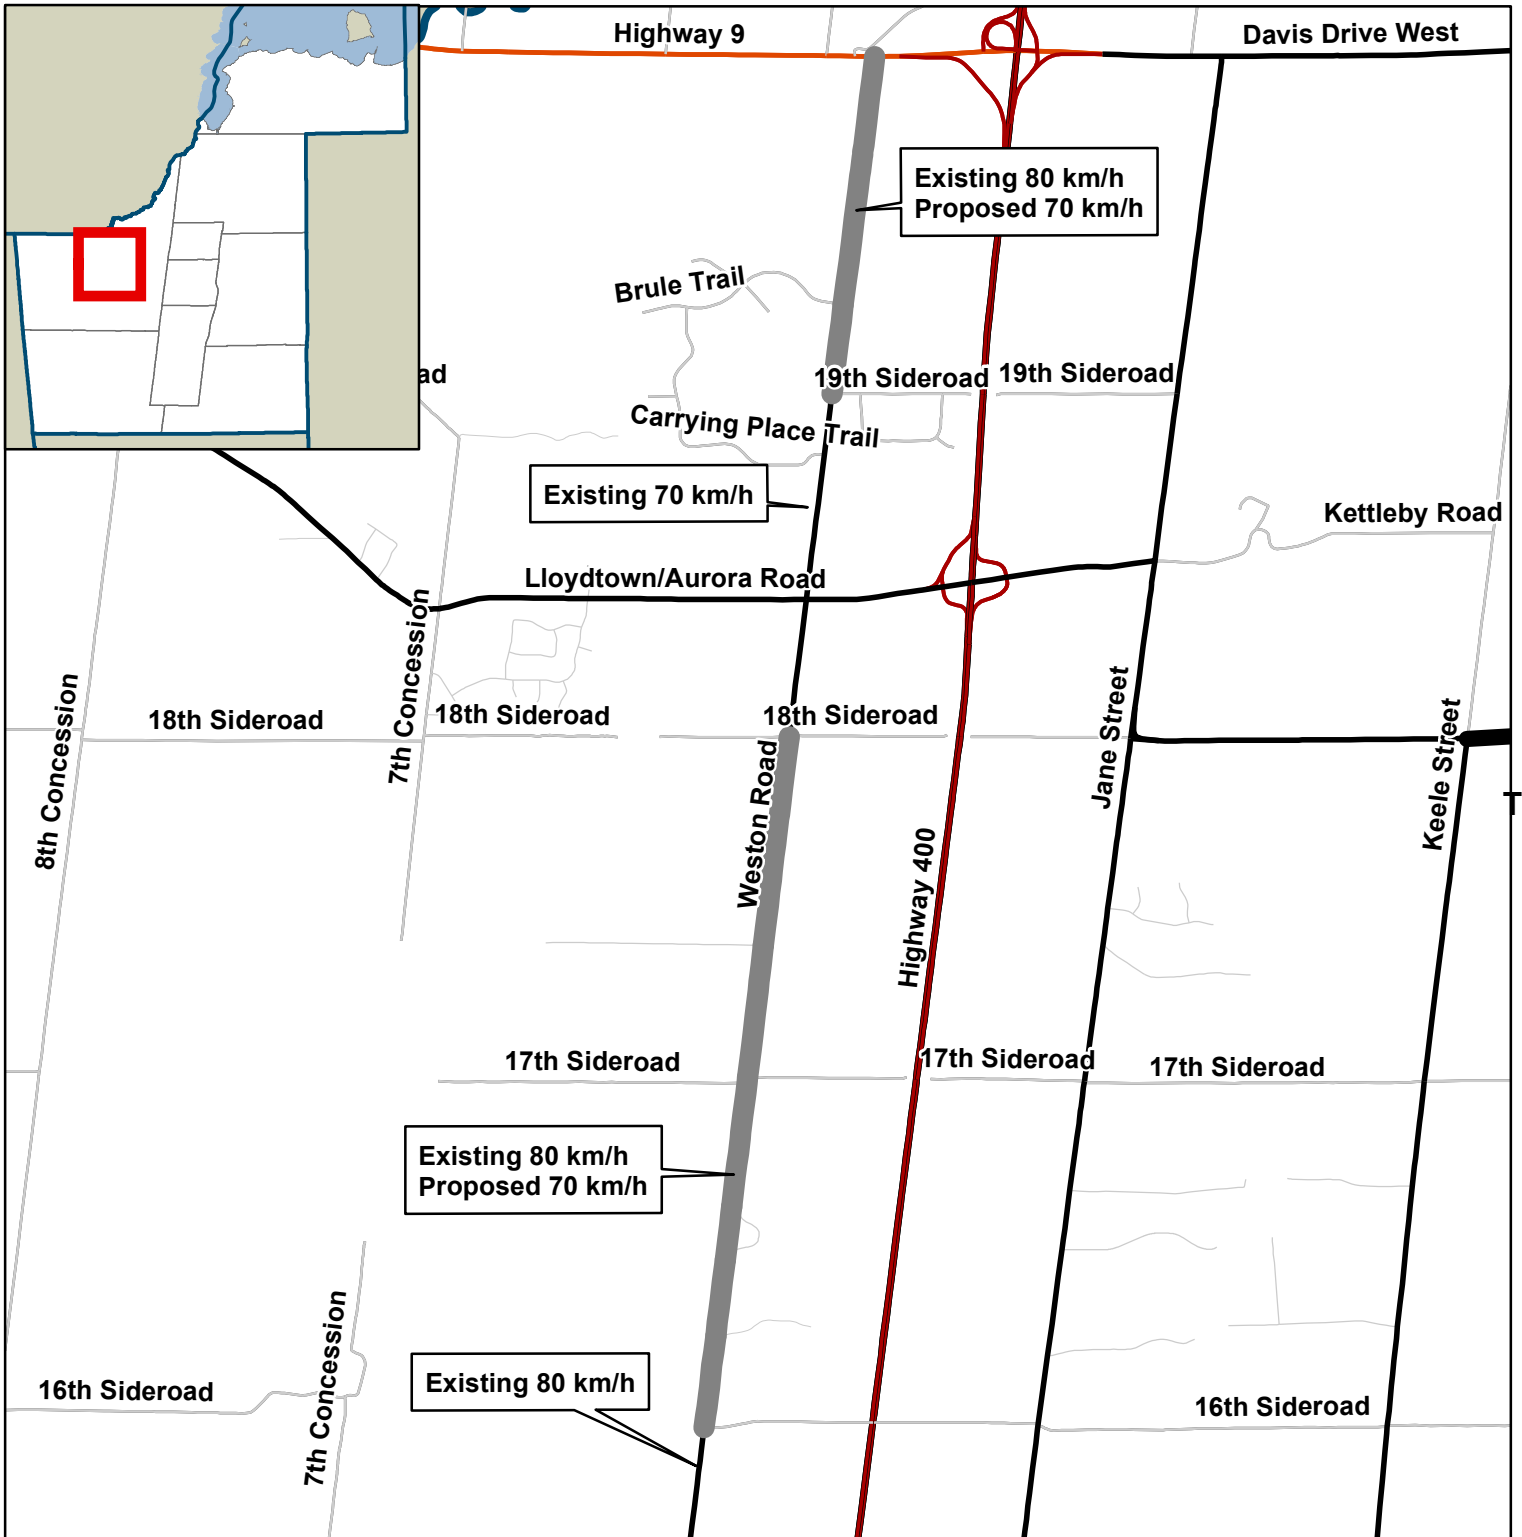 Highway 9
Davis Drive West
Existing 80 km/h
Proposed 70 km/h
Brule Trail
ad
19th Sideroad
19th Sideroad
Carrying Place Trail
Existing 70 km/h
Kettleby Road
Lloydtown/Aurora Road
7th Concession
8th Concession
18th Sideroad
18th Sideroad
18th Sideroad
Jane Street
Keele Street
Weston Road
T
Highway 400
17th Sideroad
17th Sideroad
17th Sideroad
Existing 80 km/h
Proposed 70 km/h
7th Concession
Existing 80 km/h
16th Sideroad
16th Sideroad